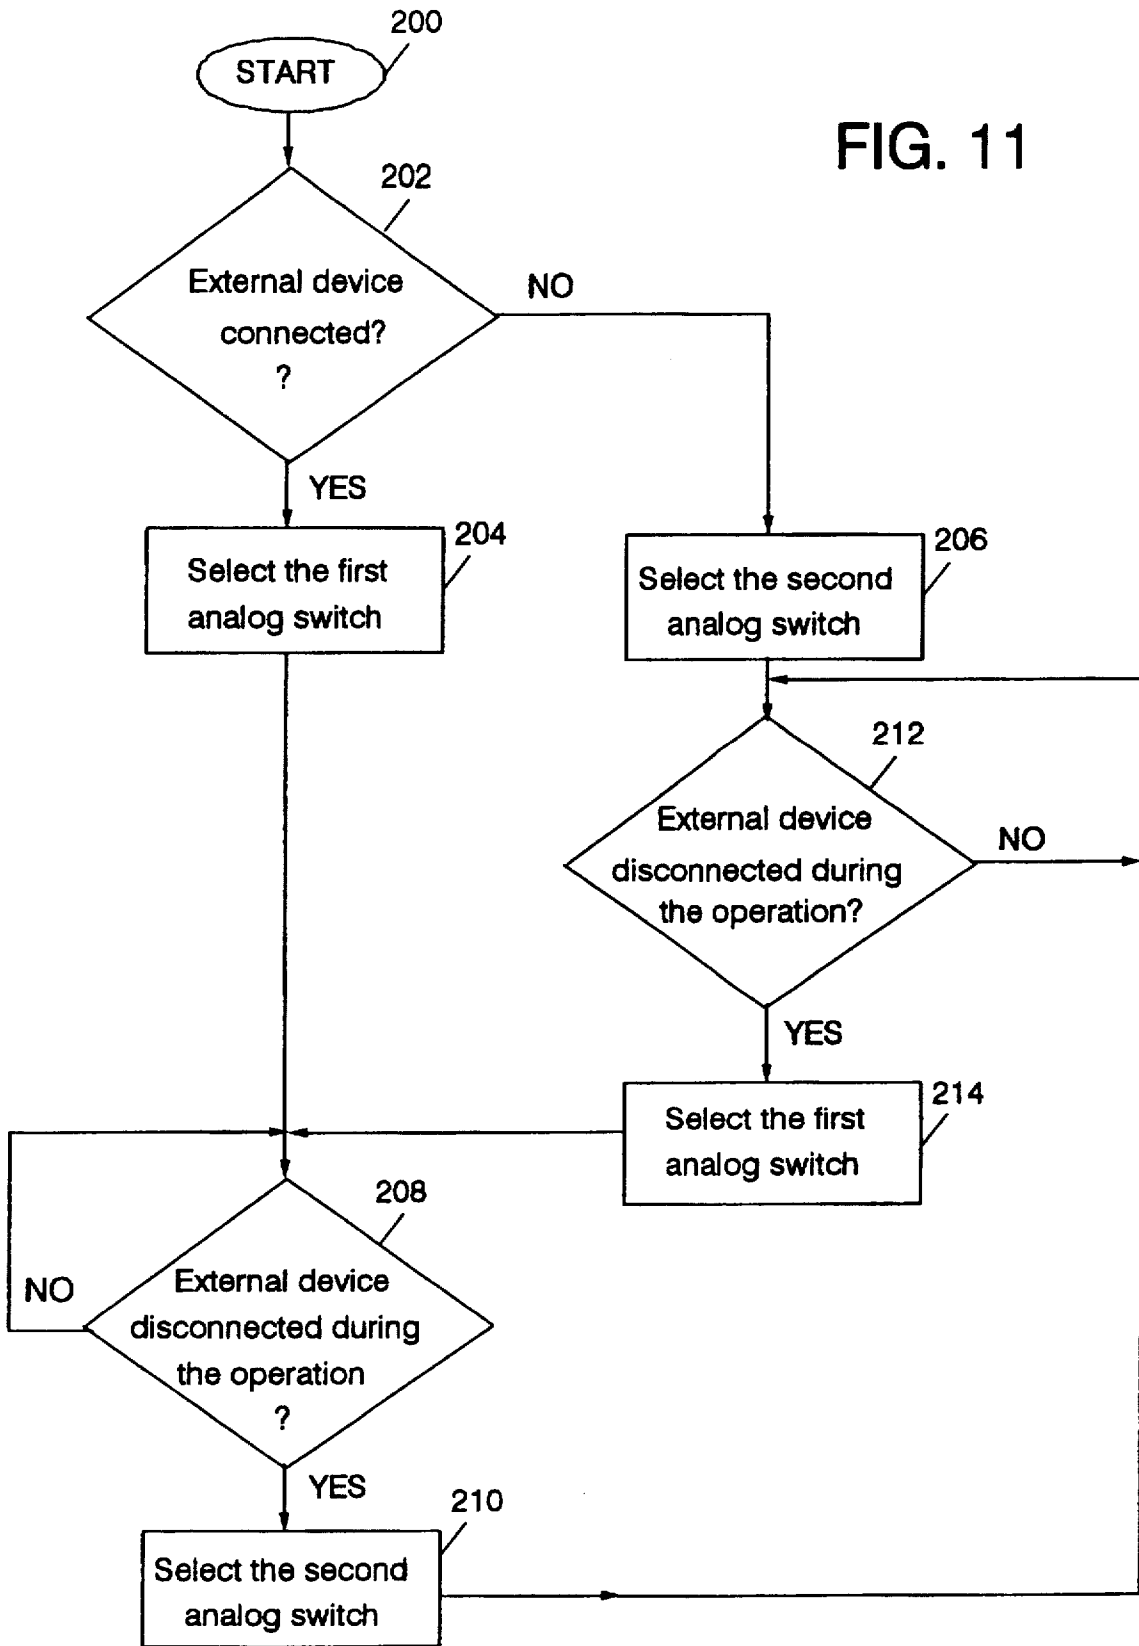 200
START
FIG. 11
202
External device
connected?
?
NO
YES
204
Select the first
analog switch
206
Select the second
analog switch
212
External device
disconnected during
the operation?
NO
YES
214
Select the first
analog switch
208
External device
disconnected during
the operation
?
NO
YES
210
Select the second
analog switch